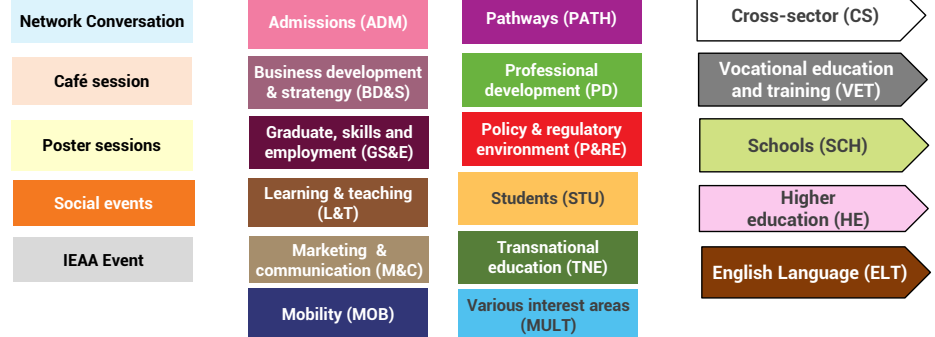 Network Conversation
Café session
Poster sessions
Social events
IEAA Event
Admissions (ADM)
Business development
& stratengy (BD&S)
Graduate, skills and
employment (GS&E)
Learning & teaching
(L&T)
Marketing &
communication (M&C)
Mobility (MOB)
Pathways (PATH)
Professional
development (PD)
Policy & regulatory
environment (P&RE)
Students (STU)
Transnational
education (TNE)
Various interest areas
(MULT)
Cross-sector (CS)
Vocational education
and training (VET)
Schools (SCH)
Higher
education (HE)
English Language (ELT)